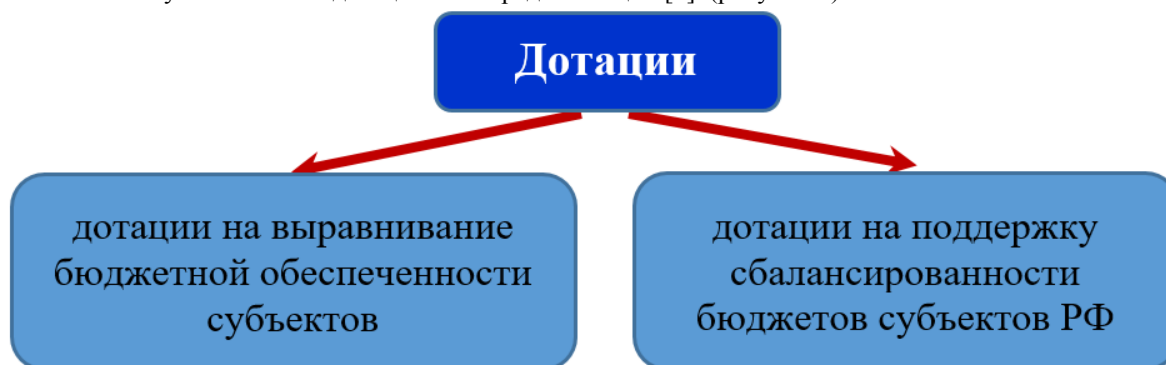 Дотации
дотации на выравнивание
бюджетной обеспеченности
субъектов
дотации на поддержку
сбалансированности
бюджетов субъектов РФ